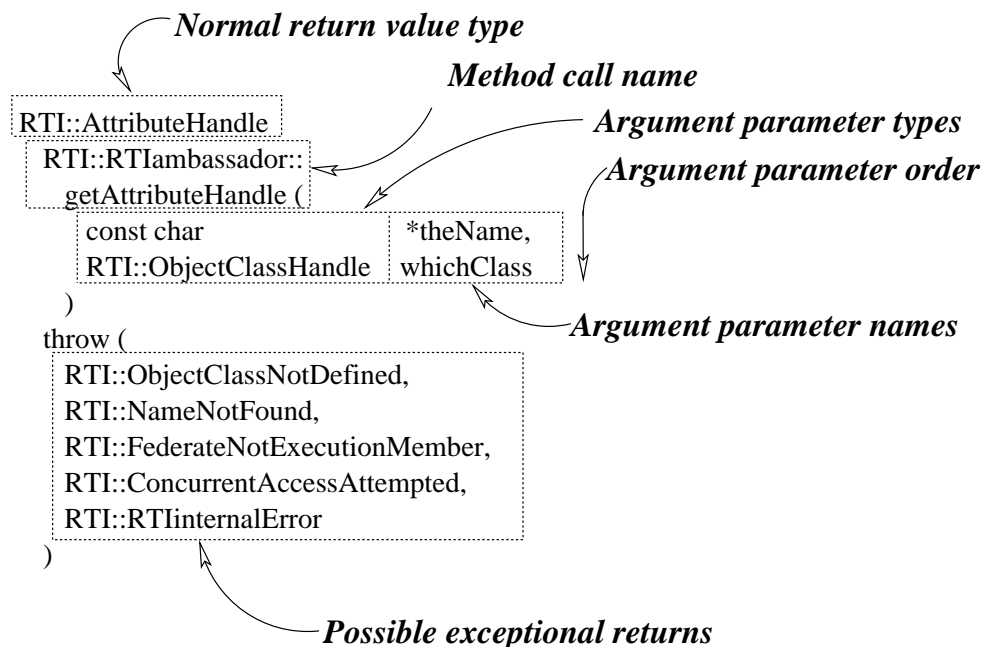 Normal return value type
Method call name
RTI::AttributeHandle
Argument parameter types
RTI::RTIambassador::
Argument parameter order
getAttributeHandle (
const char *theName,
RTI::ObjectClassHandle whichClass
)
Argument parameter names
throw (
RTI::ObjectClassNotDefined,
RTI::NameNotFound,
RTI::FederateNotExecutionMember,
RTI::ConcurrentAccessAttempted,
RTI::RTIinternalError
)
Possible exceptional returns